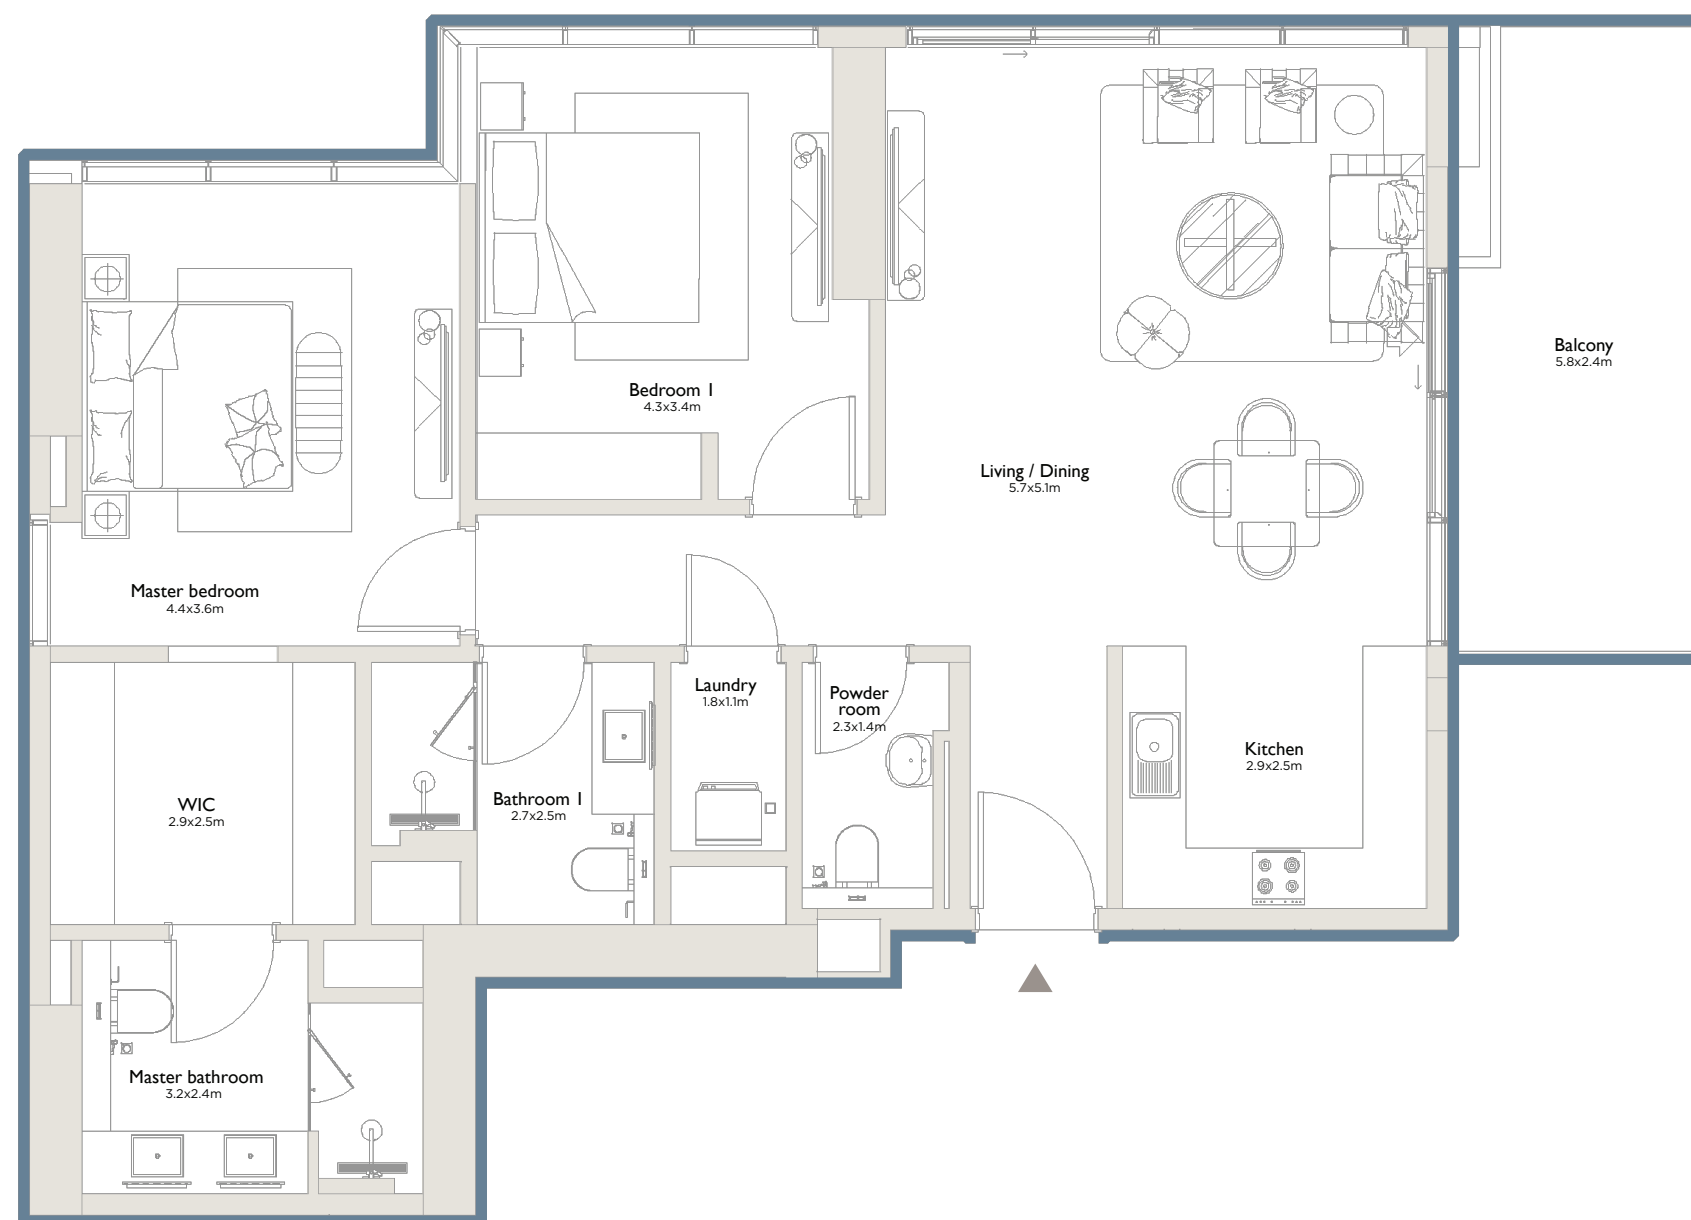 Balcony
5.8x2.4m
Bedroom 1
4.3x3.4m
Living / Dining
5.7x5.1m
Master bedroom
4.4x3.6m
Laundry
1.8x1.1m
Powder
room
2.3x1.4m
Kitchen
2.9x2.5m
WIC
2.9x2.5m
Bathroom 1
2.7x2.5m
Master bathroom
3.2x2.4m